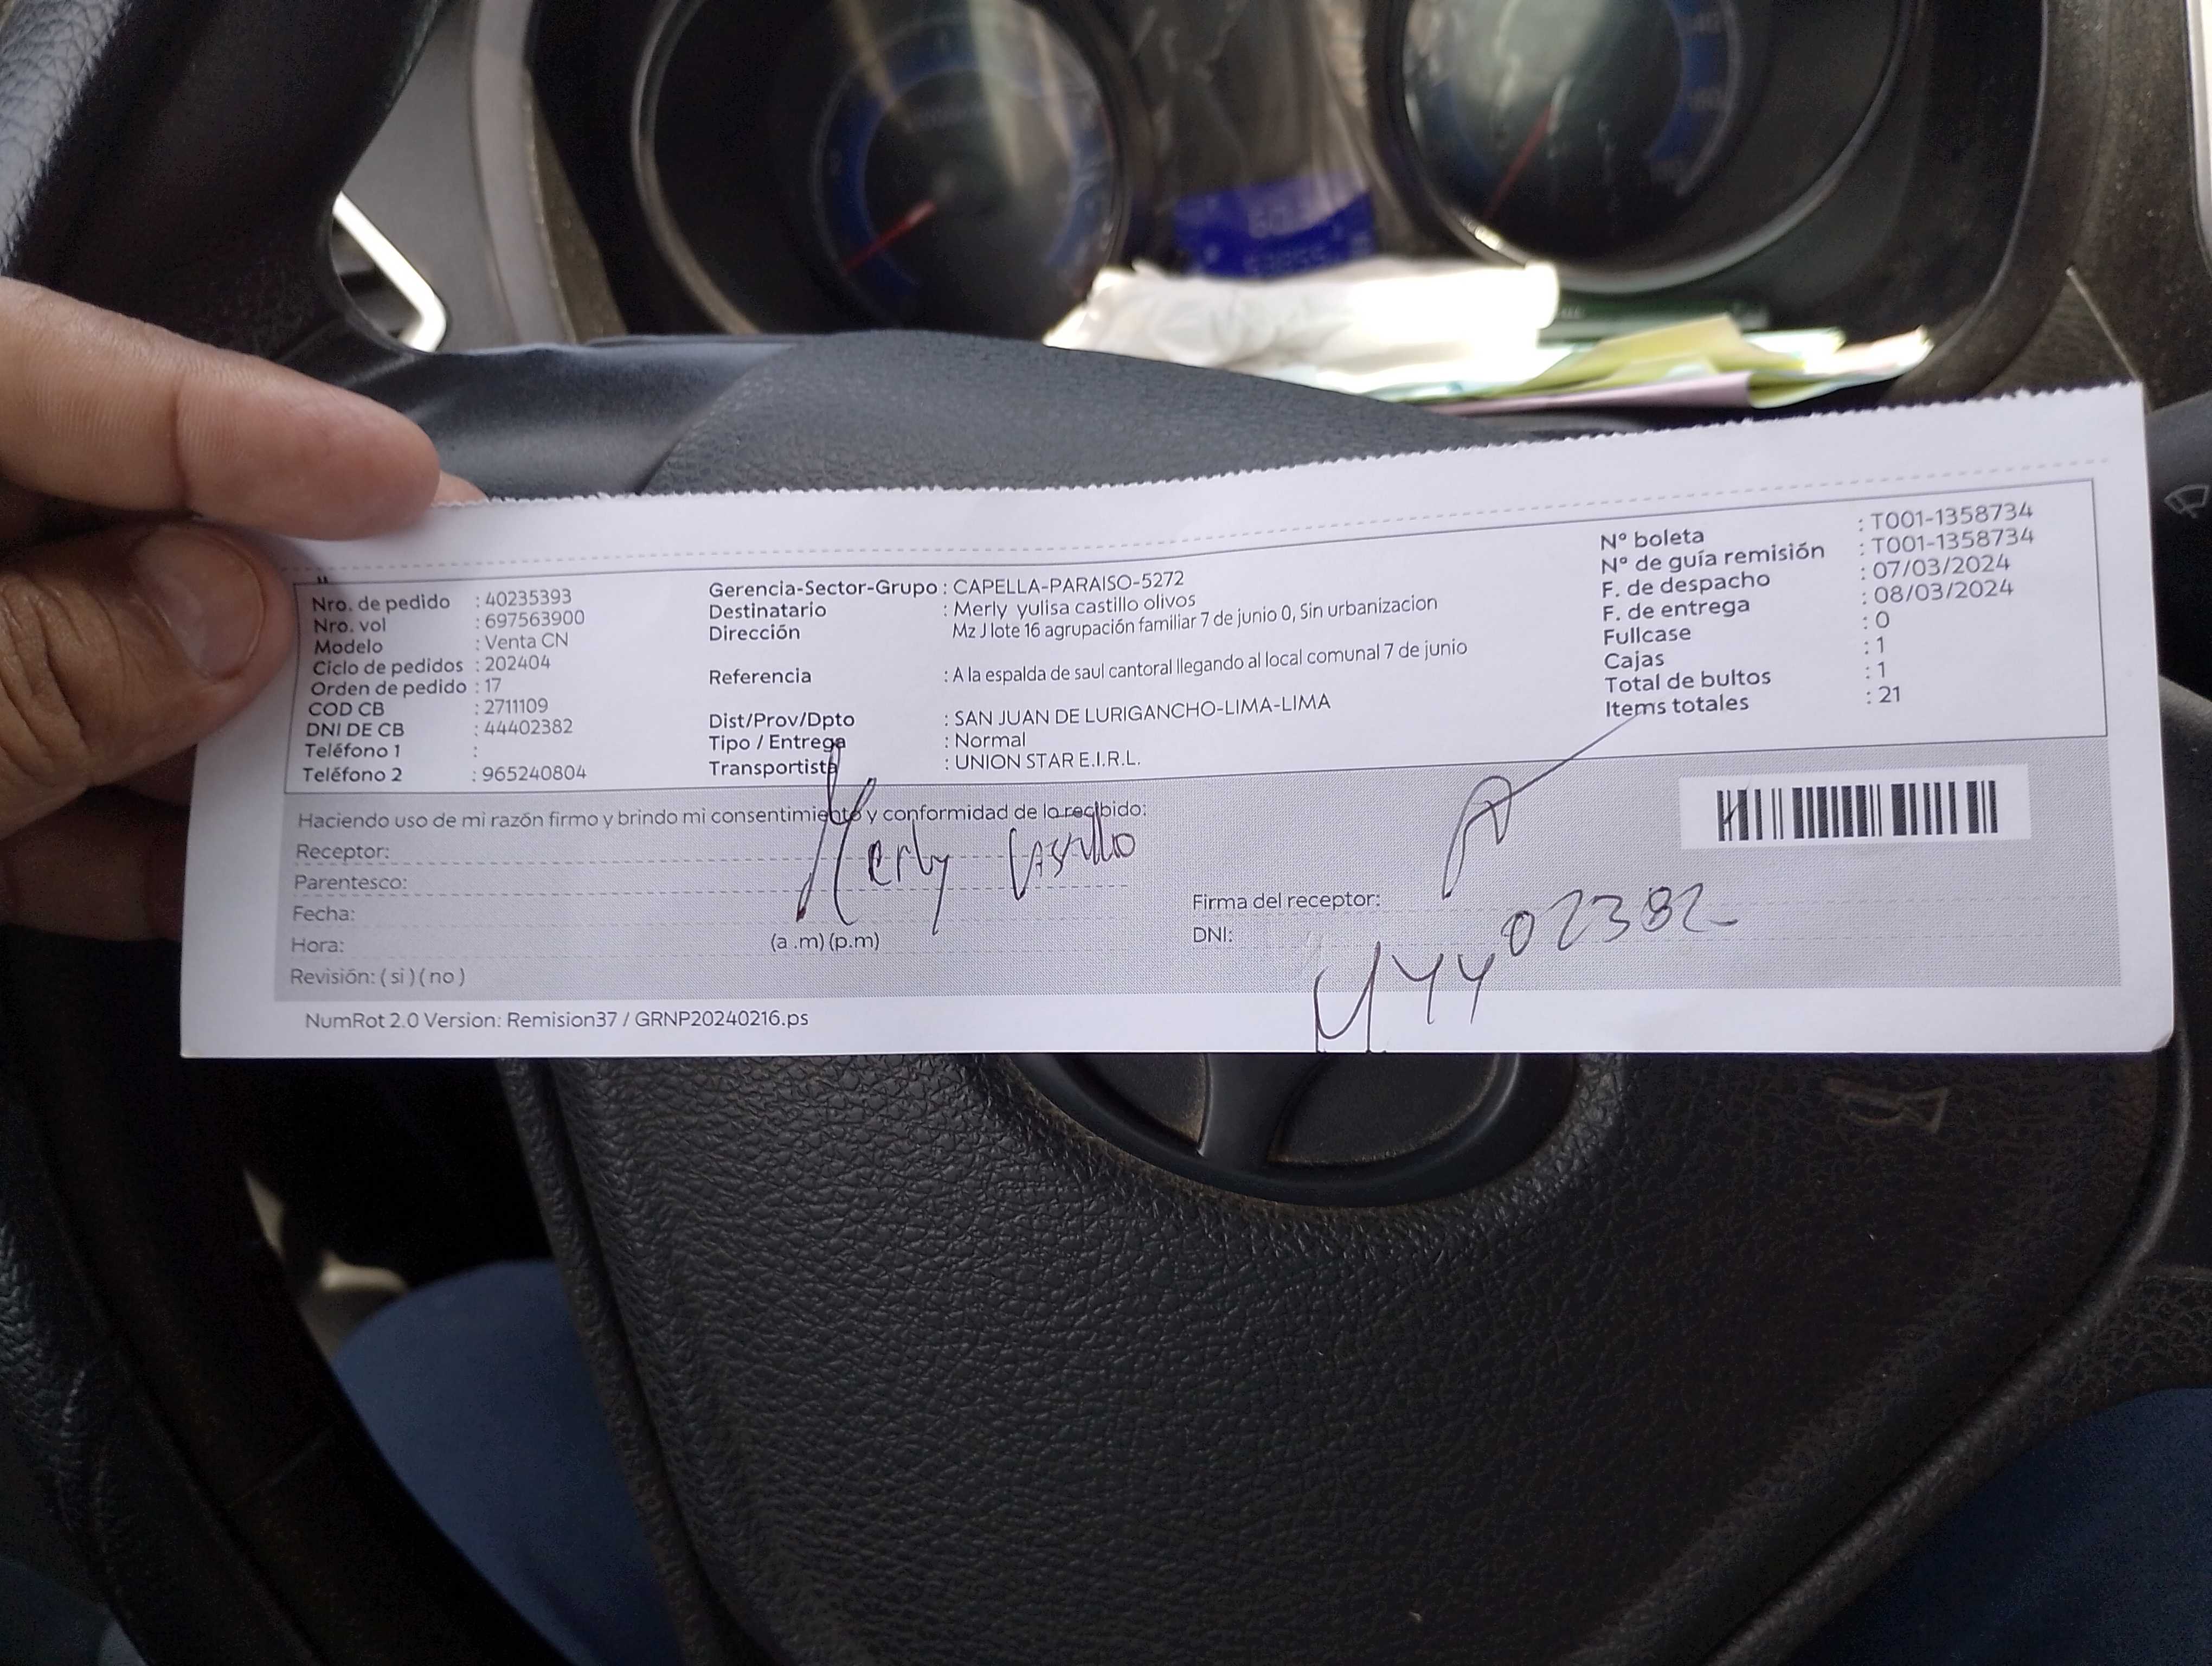 Nro. de pedido : 40235393
Nro. vol : 697563900
Modelo : Venta CN
Ciclo de pedidos : 202404
Orden de pedido : 17
COD CB : 2711109
DNI DE CB : 44402382
Teléfono 1 :
Teléfono 2 : 965240804
Gerencia-Sector-Grupo : CAPELLA-PARAISO-5272
Destinatario : Merly yulisa castillo olivos
Dirección Mz J lote 16 agrupación familiar 7 de junio 0, Sin urbanizacion
Referencia : A la espalda de saul cantoral llegando al local comunal 7 de junio
Dist/Prov/Dpto : SAN JUAN DE LURIGANCHO-LIMA-LIMA
Tipo / Entrega : Normal
Transportista : UNION STAR E.I.R.L.
N° boleta : T001-1358734
N° de guía remisión : T001-1358734
F. de despacho : 07/03/2024
F. de entrega : 08/03/2024
Fullcase : 0
Cajas : 1
Total de bultos : 1
Items totales : 21
Haciendo uso de mi razón firmo y brindo mi consentimiento y conformidad de lo recibido:
Receptor: Merly Castillo
Parentesco:
Fecha:
Hora: (a .m) (p.m)
Revisión: ( si ) ( no )
Firma del receptor:
DNI: 44402382
NumRot 2.0 Version: Remision37 / GRNP20240216.ps